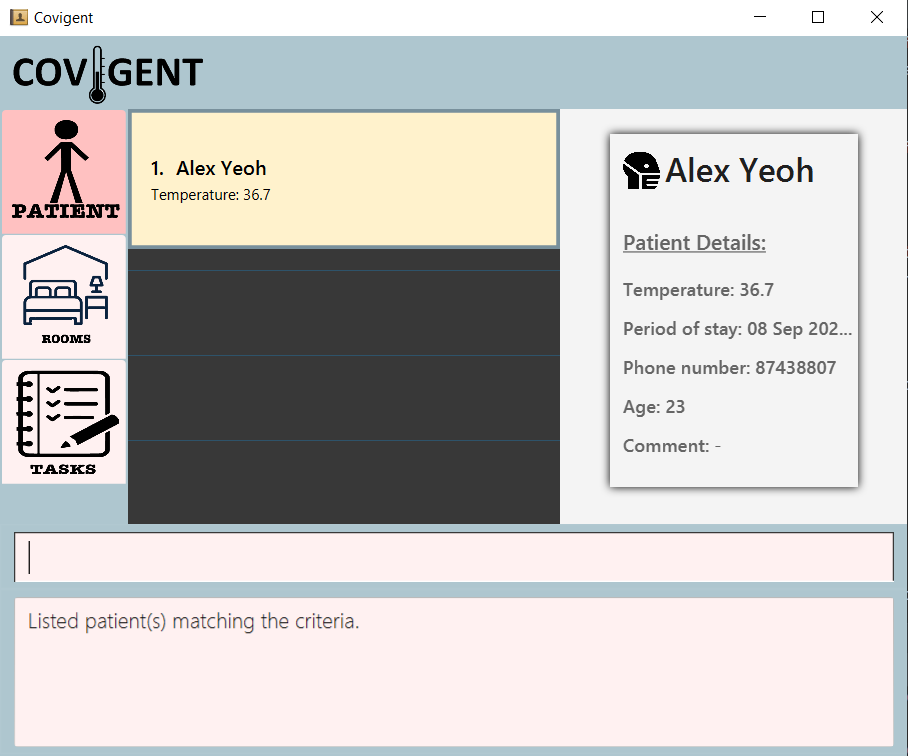 Covigent
COVIGENT
PATIENT
ROOMS
TASKS
1. Alex Yeoh
Temperature: 36.7
Alex Yeoh
Patient Details:
Temperature: 36.7
Period of stay: 08 Sep 202...
Phone number: 87438807
Age: 23
Comment: -
Listed patient(s) matching the criteria.